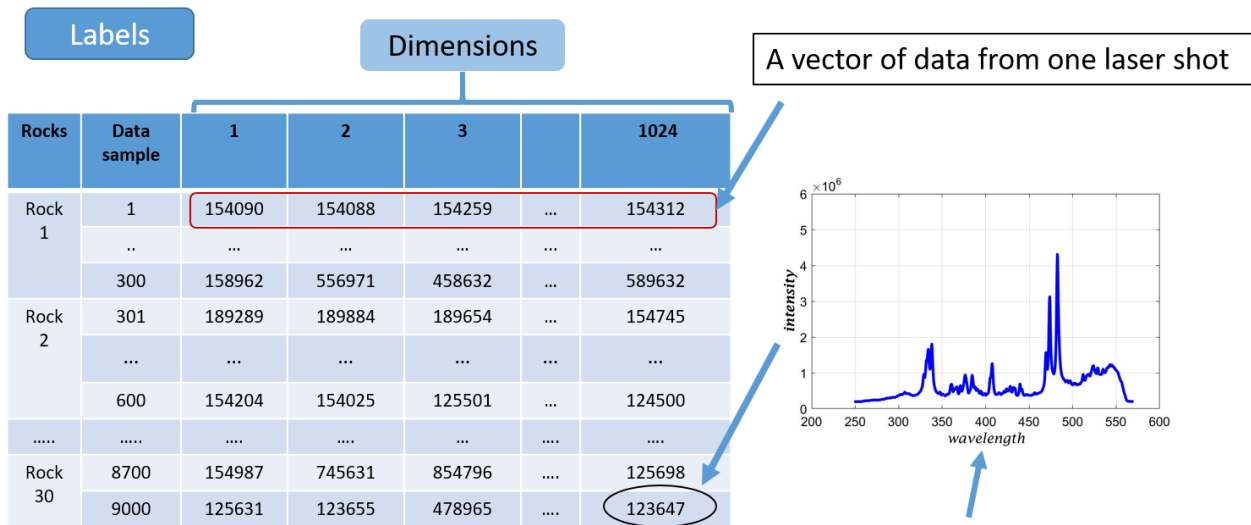 Labels
Dimensions
A vector of data from one laser shot
Rocks Data sample 1 2 3 1024
Rock 1 1 154090 154088 154259 ... 154312
.. ... ... ... ... ...
300 158962 556971 458632 ... 589632
Rock 2 301 189289 189884 189654 ... 154745
... ... ... ... ... ...
600 154204 154025 125501 ... 124500
..... ..... .... .... ... .... ....
Rock 30 8700 154987 745631 854796 .... 125698
9000 125631 123655 478965 .... 123647
×10⁶
6
5
4
3
2
1
0
intensity
200 250 300 350 400 450 500 550 600
wavelength